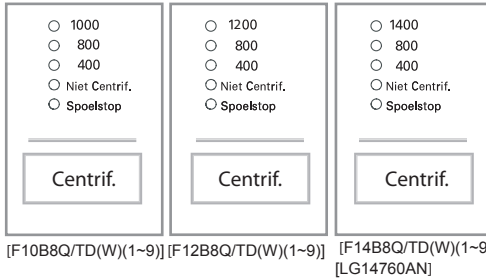 1000
800
400
Niet Centrif.
Spoelstop
Centrif.
[F10B8Q/TD(W)(1~9)]
1200
800
400
Niet Centrif.
Spoelstop
Centrif.
[F12B8Q/TD(W)(1~9)]
1400
800
400
Niet Centrif.
Spoelstop
Centrif.
[F14B8Q/TD(W)(1~9
[LG14760AN]